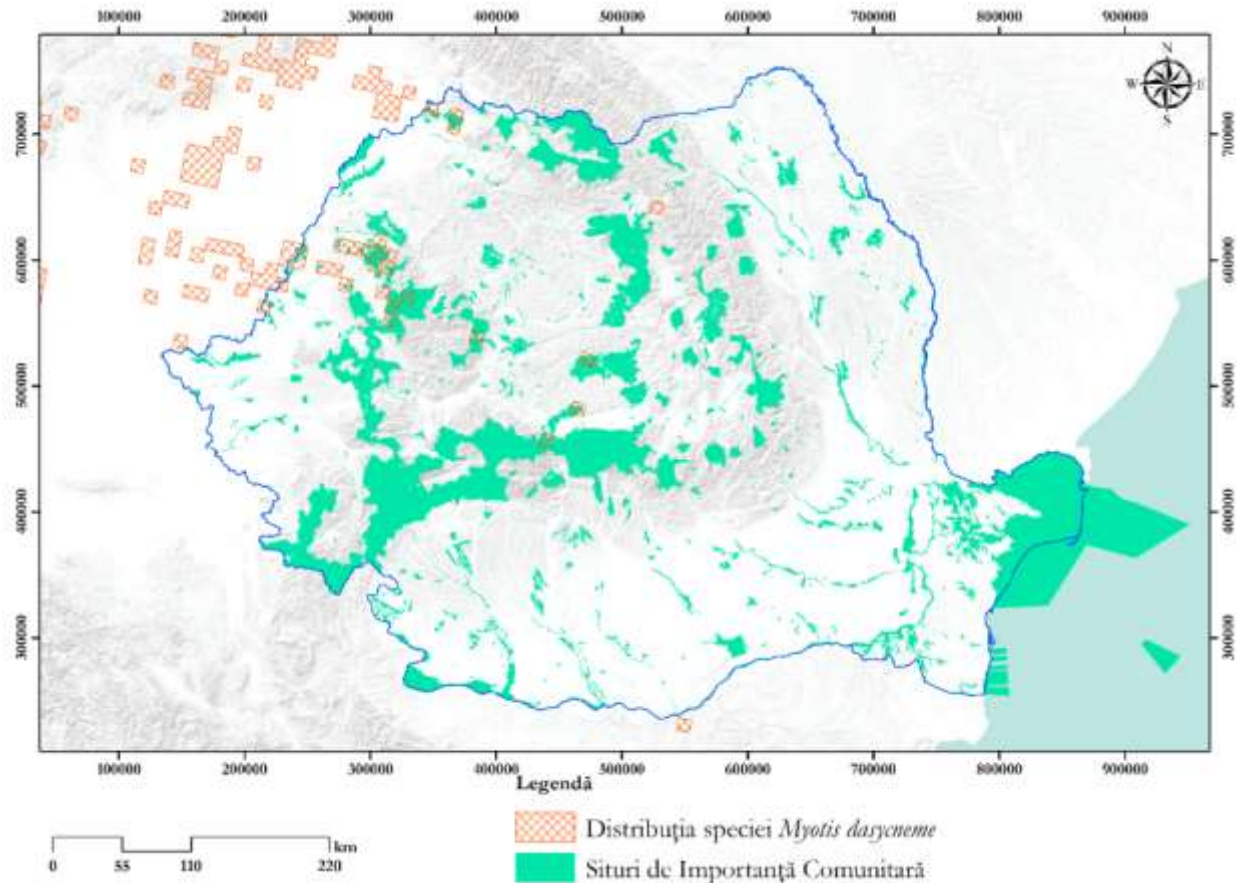 100000 200000 300000 400000 500000 600000 700000 800000 900000
N
W E
S
700000 700000
600000 600000
500000 500000
400000 400000
300000 300000
100000 200000 300000 400000 500000 600000 700000 800000 900000
Legendă
Distribuția speciei Myotis dasycneme
km
0 55 110 220
Situri de Importanță Comunitară